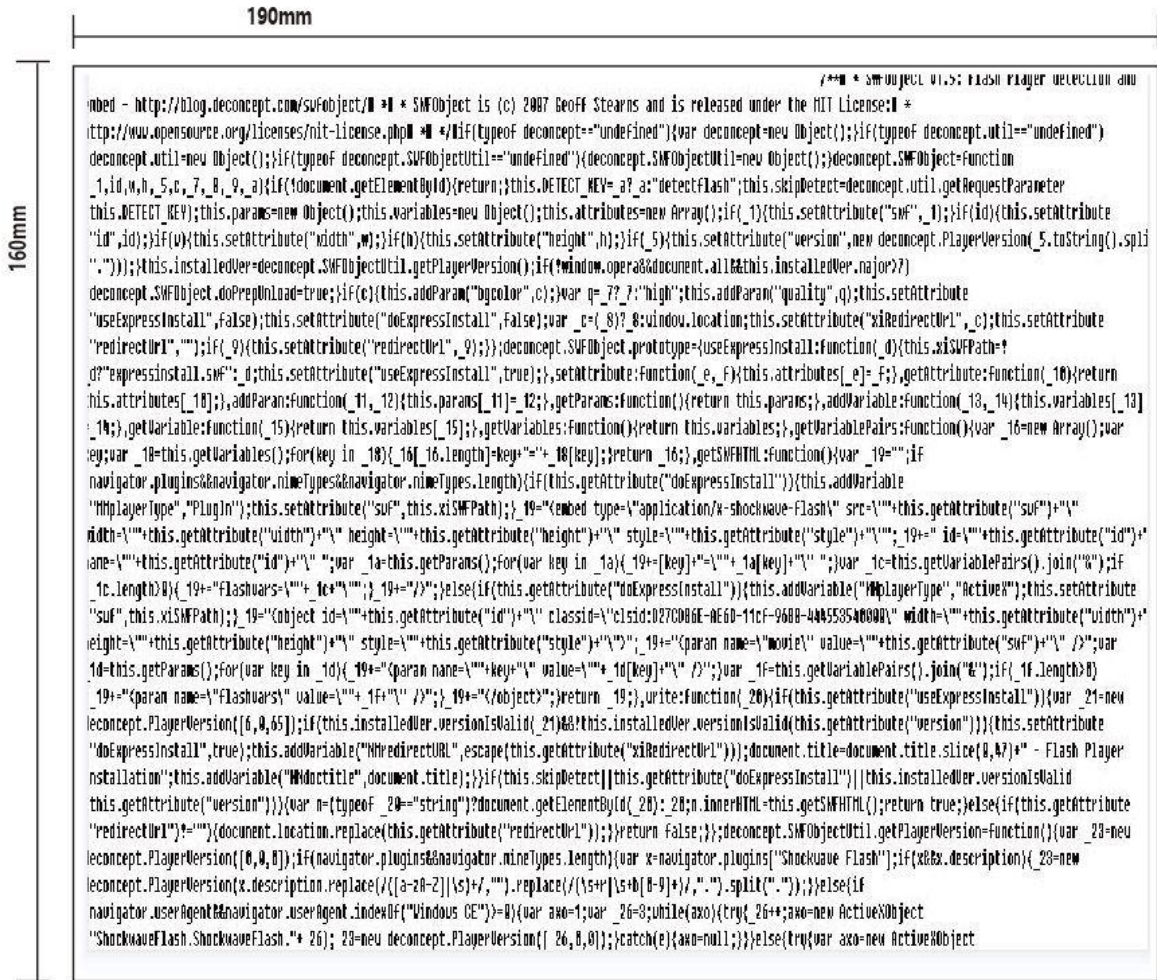 190mm
160mm
/**■ * SWFObject v1.5: Flash Player detection and
mbed - http://blog.deconcept.com/swfobject/■ *■ * SWFObject is (c) 2007 Geoff Stearns and is released under the MIT License:■ *
ttp://www.opensource.org/licenses/mit-license.php■ *■ */■if(typeof deconcept=="undefined"){var deconcept=new Object();}if(typeof deconcept.util=="undefined")
deconcept.util=new Object();}if(typeof deconcept.SWFObjectUtil=="undefined"){deconcept.SWFObjectUtil=new Object();}deconcept.SWFObject=function
_1,id,w,h,_5,c,_7,_8,_9,_a){if(!document.getElementById){return;}this.DETECT_KEY=_a?_a:"detectflash";this.skipDetect=deconcept.util.getRequestParameter
this.DETECT_KEY);this.params=new Object();this.variables=new Object();this.attributes=new Array();if(_1){this.setAttribute("swf",_1);}if(id){this.setAttribute
"id",id);}if(w){this.setAttribute("width",w);}if(h){this.setAttribute("height",h);}if(_5){this.setAttribute("version",new deconcept.PlayerVersion(_5.toString().spli
".")));}this.installedVer=deconcept.SWFObjectUtil.getPlayerVersion();if(!window.opera&&document.all&&this.installedVer.major>7)
deconcept.SWFObject.doPrepUnload=true;}if(c){this.addParam("bgcolor",c);}var q=_7?_7:"high";this.addParam("quality",q);this.setAttribute
"useExpressInstall",false);this.setAttribute("doExpressInstall",false);var _c=(_8)?_8:window.location;this.setAttribute("xiRedirectUrl",_c);this.setAttribute
"redirectUrl","");if(_9){this.setAttribute("redirectUrl",_9);}};deconcept.SWFObject.prototype={useExpressInstall:function(_d){this.xiSWFPath=!
_d?"expressinstall.swf":_d;this.setAttribute("useExpressInstall",true);},setAttribute:function(_e,_f){this.attributes[_e]=_f;},getAttribute:function(_10){return
his.attributes[_10];},addParam:function(_11,_12){this.params[_11]=_12;},getParams:function(){return this.params;},addVariable:function(_13,_14){this.variables[_13]
=_14;},getVariable:function(_15){return this.variables[_15];},getVariables:function(){return this.variables;},getVariablePairs:function(){var _16=new Array();var
ey;var _18=this.getVariables();for(key in _18){_16[_16.length]=key+"="+_18[key];}return _16;},getSWFHTML:function(){var _19="";if
navigator.plugins&&navigator.mimeTypes&&navigator.mimeTypes.length){if(this.getAttribute("doExpressInstall")){this.addVariable
"MMplayerType","PlugIn");this.setAttribute("swf",this.xiSWFPath);}_19="<embed type=\"application/x-shockwave-flash\" src=\""+this.getAttribute("swf")+"\"
width=\""+this.getAttribute("width")+"\" height=\""+this.getAttribute("height")+"\" style=\""+this.getAttribute("style")+"\"";_19+=" id=\""+this.getAttribute("id")+"
ame=\""+this.getAttribute("id")+"\" ";var _1a=this.getParams();for(var key in _1a){_19+=[key]+"=\""+_1a[key]+"\" ";}var _1c=this.getVariablePairs().join("&");if
_1c.length>0){_19+="flashvars=\""+_1c+"\"";}_19+="/>";}else{if(this.getAttribute("doExpressInstall")){this.addVariable("MMplayerType","ActiveX");this.setAttribute
"swf",this.xiSWFPath);}_19="<object id=\""+this.getAttribute("id")+"\" classid=\"clsid:D27CDB6E-AE6D-11cf-96B8-444553540000\" width=\""+this.getAttribute("width")+"
eight=\""+this.getAttribute("height")+"\" style=\""+this.getAttribute("style")+"\">";_19+="<param name=\"movie\" value=\""+this.getAttribute("swf")+"\" />";var
_1d=this.getParams();for(var key in _1d){_19+="<param name=\""+key+"\" value=\""+_1d[key]+"\" />";}var _1f=this.getVariablePairs().join("&");if(_1f.length>0)
_19+="<param name=\"flashvars\" value=\""+_1f+"\" />";}_19+="</object>";}return _19;},write:function(_20){if(this.getAttribute("useExpressInstall")){var _21=new
deconcept.PlayerVersion([6,0,65]);if(this.installedVer.versionIsValid(_21)&&!this.installedVer.versionIsValid(this.getAttribute("version"))){this.setAttribute
"doExpressInstall",true);this.addVariable("MMredirectURL",escape(this.getAttribute("xiRedirectUrl")));document.title=document.title.slice(0,47)+" - Flash Player
nstallation";this.addVariable("MMdoctitle",document.title);}}if(this.skipDetect||this.getAttribute("doExpressInstall")||this.installedVer.versionIsValid
this.getAttribute("version"))){var n=(typeof _20=="string")?document.getElementById(_20):_20;n.innerHTML=this.getSWFHTML();return true;}else{if(this.getAttribute
"redirectUrl")!=""){document.location.replace(this.getAttribute("redirectUrl"));}}return false;}};deconcept.SWFObjectUtil.getPlayerVersion=function(){var _23=new
deconcept.PlayerVersion([0,0,0]);if(navigator.plugins&&navigator.mimeTypes.length){var x=navigator.plugins["Shockwave Flash"];if(x&&x.description){_23=new
deconcept.PlayerVersion(x.description.replace(/([a-zA-Z]|\s)+/,"").replace(/(\s+r|\s+b[0-9]+)/,".").split("."));}}else{if
navigator.userAgent&&navigator.userAgent.indexOf("Windows CE")>=0){var axo=1;var _26=3;while(axo){try{_26++;axo=new ActiveXObject
"ShockwaveFlash.ShockwaveFlash."+_26);_23=new deconcept.PlayerVersion([_26,0,0]);}catch(e){axo=null;}}}else{try{var axo=new ActiveXObject